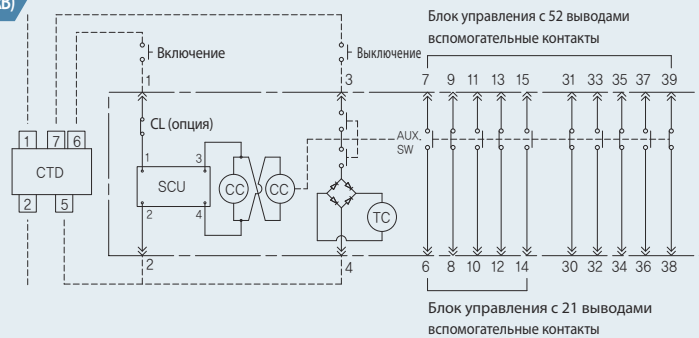 кВ)
Блок управления с 52 выводами
вспомогательные контакты
Включение
Выключение
1 3 7 9 11 13 15 31 33 35 37 39
CL (опция)
AUX.
SW
1 7 6
CTD
2 5
1 3
SCU
2 4
CC CC
TC
2 4 6 8 10 12 14 30 32 34 36 38
Блок управления с 21 выводами
вспомогательные контакты